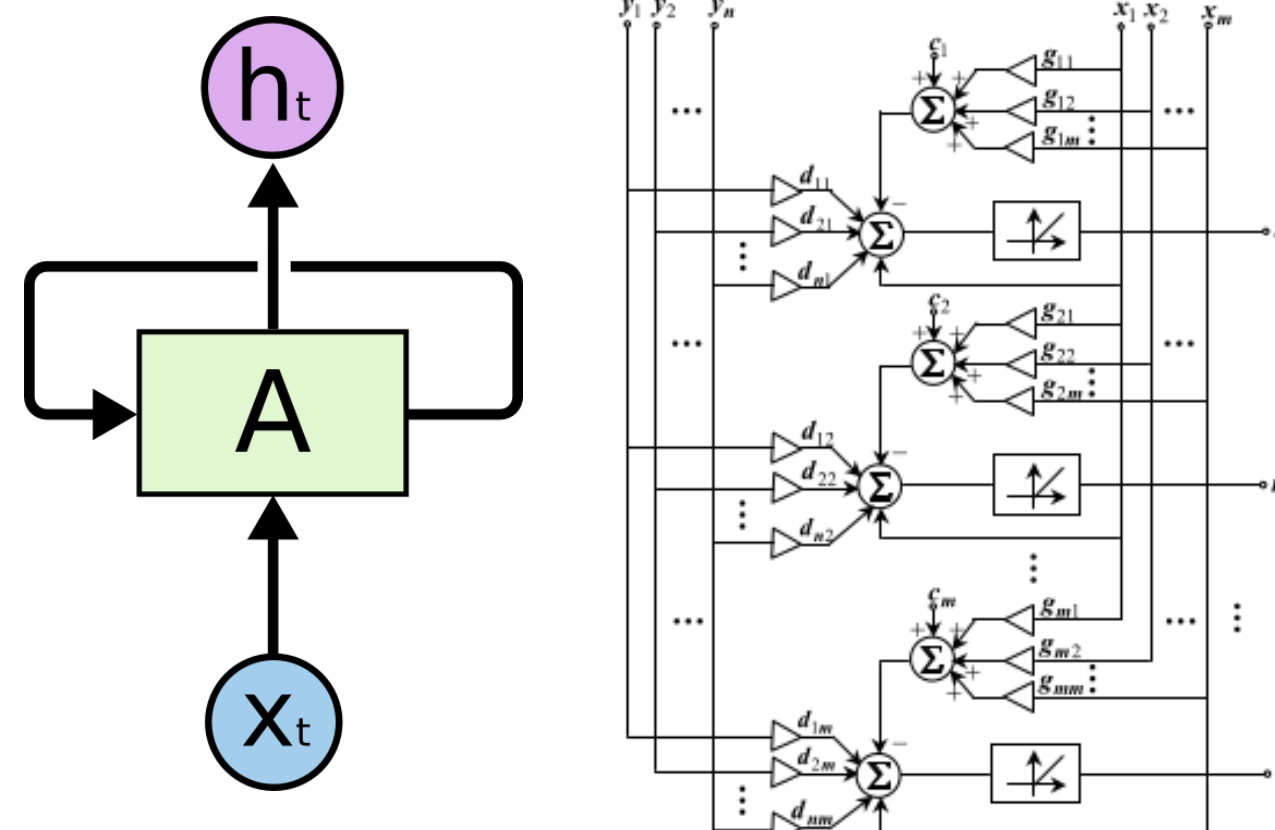 hₜ
A
xₜ
y₁ y₂ yₙ
x₁ x₂ xₘ
c₁
+ +
g₁₁
Σ
g₁₂
+
+
g₁ₘ
...
...
d₁₁
−
d₂₁
Σ
dₙ₁
c₂
+ +
g₂₁
Σ
g₂₂
+
+
g₂ₘ
...
...
d₁₂
−
d₂₂
Σ
dₙ₂
cₘ
+ +
gₘ₁
Σ
gₘ₂
+
+
gₘₘ
...
...
d₁ₘ
−
d₂ₘ
Σ
dₙₘ